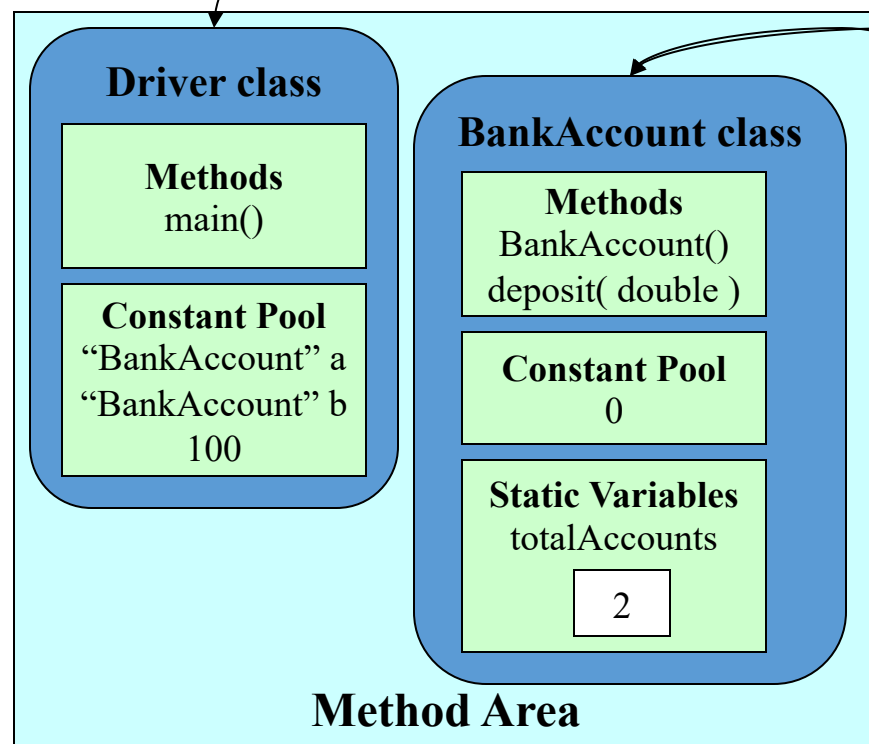 Driver class
Methods
main()
Constant Pool
“BankAccount” a
“BankAccount” b
100
BankAccount class
Methods
BankAccount()
deposit( double )
Constant Pool
0
Static Variables
totalAccounts
2
Method Area